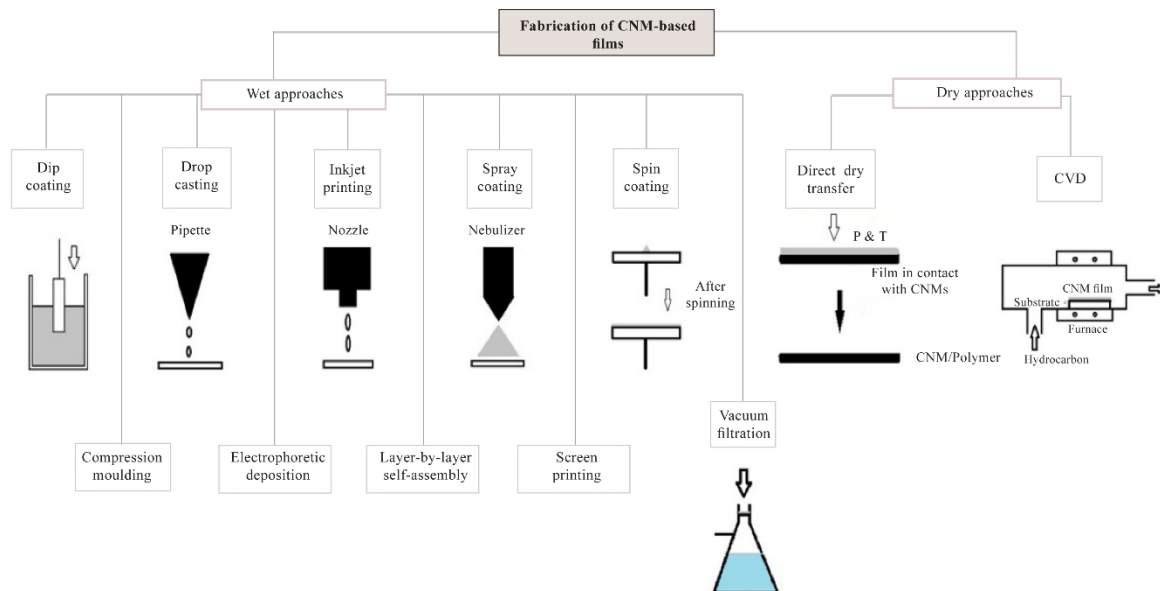 Fabrication of CNM-based
films
Wet approaches
Dry approaches
Dip
coating
Drop
casting
Inkjet
printing
Spray
coating
Spin
coating
Direct dry
transfer
CVD
Pipette
Nozzle
Nebulizer
After
spinning
P & T
Film in contact
with CNMs
CNM/Polymer
CNM film
Substrate
Furnace
Hydrocarbon
Compression
moulding
Electrophoretic
deposition
Layer-by-layer
self-assembly
Screen
printing
Vacuum
filtration